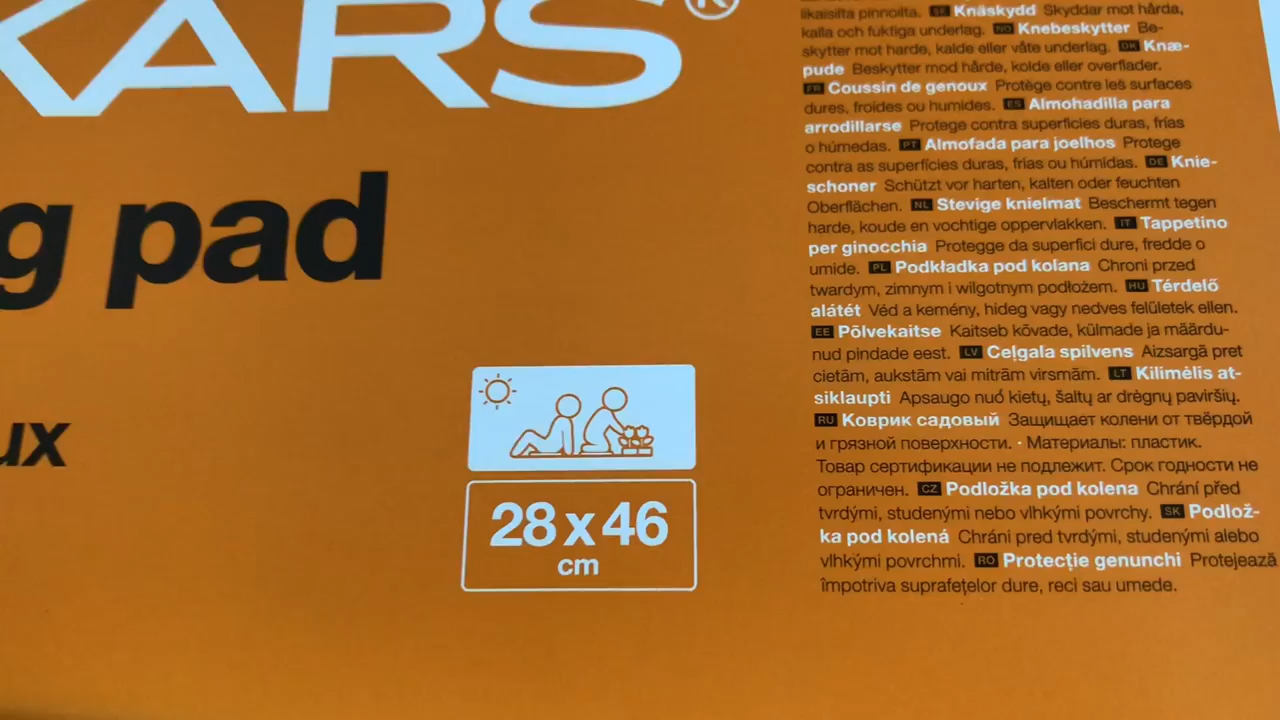 KARS®
g pad
ux
28 x 46
cm
likaisilta pinnoilta. SE Knäskydd Skyddar mot hårda,
kalla och fuktiga underlag. NO Knebeskytter Be-
skytter mot harde, kalde eller våte underlag. DK Knæ-
pude Beskytter mod hårde, kolde eller overflader.
FR Coussin de genoux Protège contre les surfaces
dures, froides ou humides. ES Almohadilla para
arrodillarse Protege contra superficies duras, frías
o húmedas. PT Almofada para joelhos Protege
contra as superfícies duras, frias ou húmidas. DE Knie-
schoner Schützt vor harten, kalten oder feuchten
Oberflächen. NL Stevige knielmat Beschermt tegen
harde, koude en vochtige oppervlakken. IT Tappetino
per ginocchia Protegge da superfici dure, fredde o
umide. PL Podkładka pod kolana Chroni przed
twardym, zimnym i wilgotnym podłożem. HU Térdelő
alátét Véd a kemény, hideg vagy nedves felületek ellen.
EE Põlvekaitse Kaitseb kõvade, külmade ja määrdu-
nud pindade eest. LV Ceļgala spilvens Aizsargā pret
cietām, aukstām vai mitrām virsmām. LT Kilimėlis at-
siklaupti Apsaugo nuo kietų, šaltų ar drėgnų paviršių.
RU Коврик садовый Защищает колени от твёрдой
и грязной поверхности. · Материалы: пластик.
Товар сертификации не подлежит. Срок годности не
ограничен. CZ Podložka pod kolena Chrání před
tvrdými, studenými nebo vlhkými povrchy. SK Podlož-
ka pod kolená Chráni pred tvrdými, studenými alebo
vlhkými povrchmi. RO Protecție genunchi Protejează
împotriva suprafețelor dure, reci sau umede.